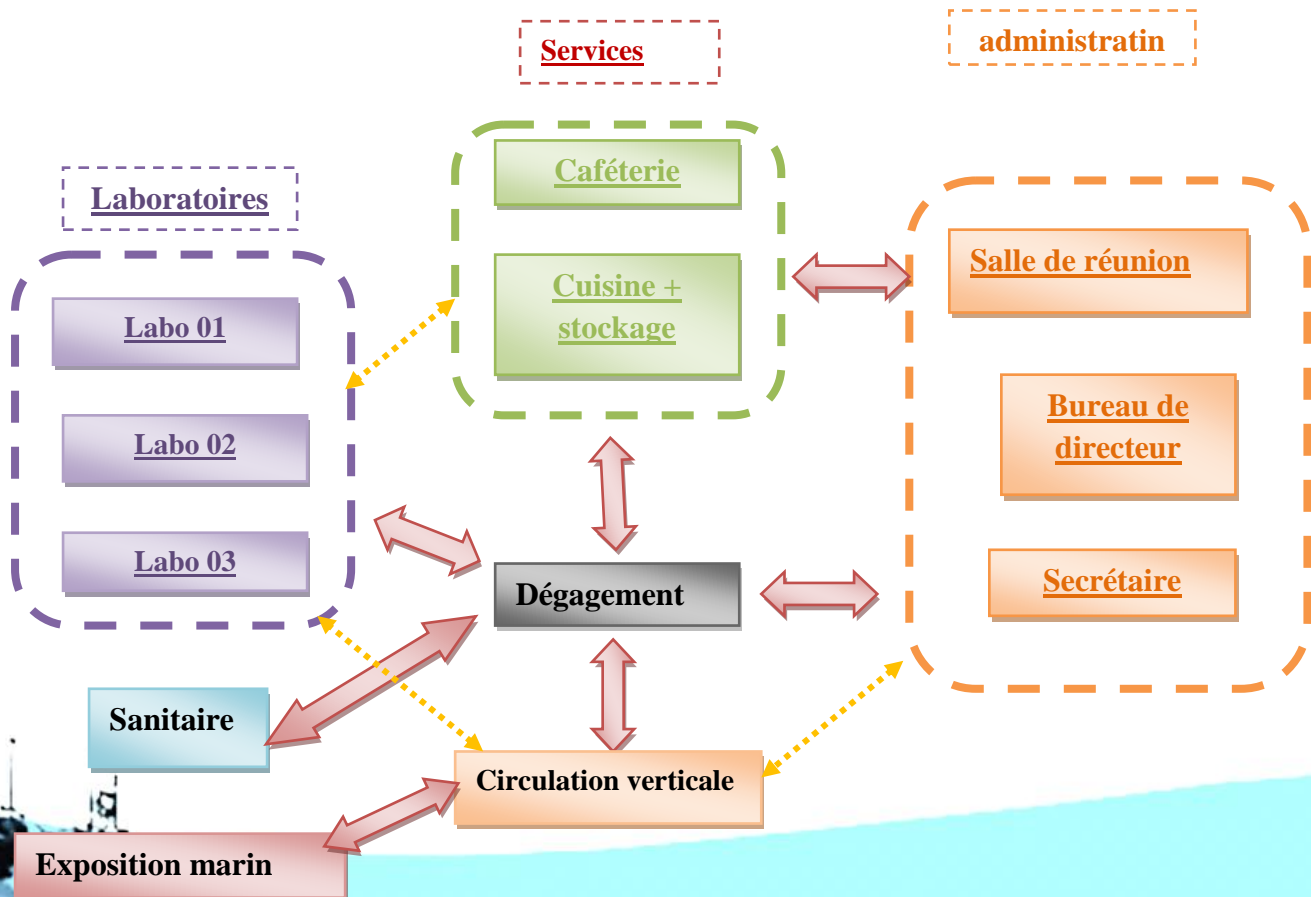 Services
administratin
Caféterie
Laboratoires
Salle de réunion
Cuisine +
stockage
Labo 01
Bureau de
directeur
Labo 02
Labo 03
Secrétaire
Dégagement
Sanitaire
Circulation verticale
Exposition marin